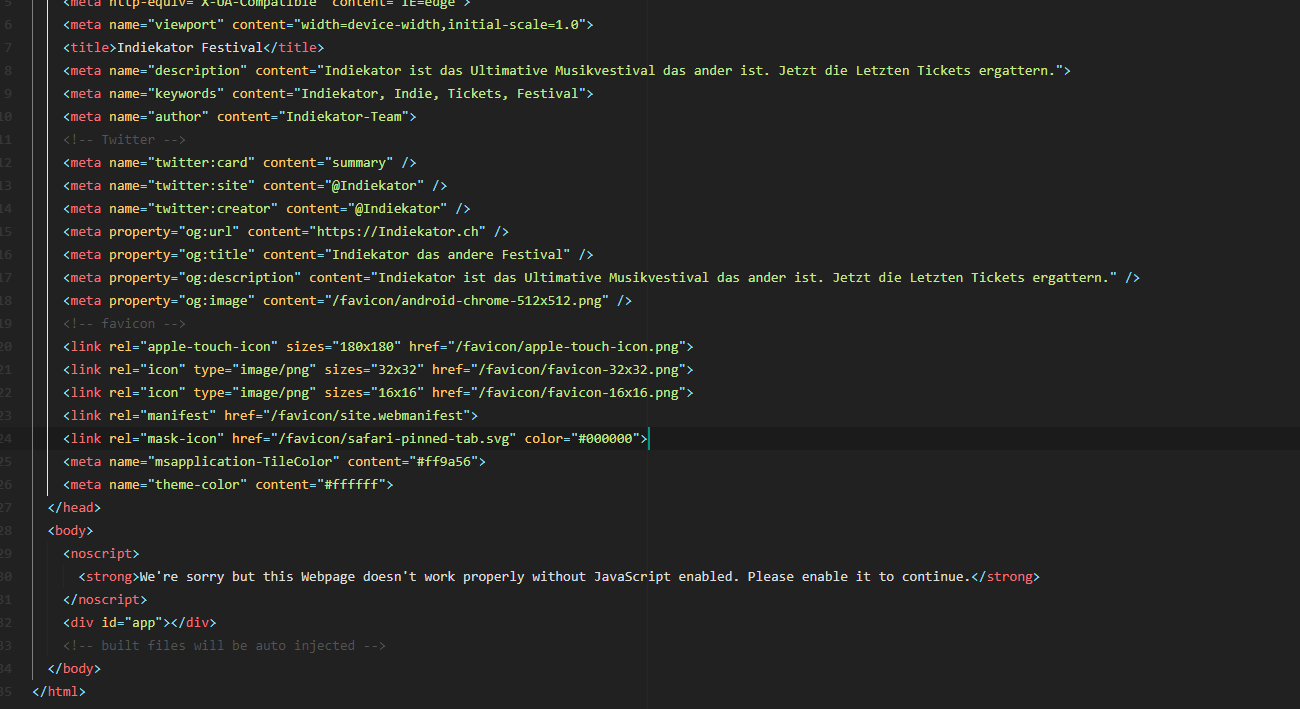 5 <meta http-equiv="X-UA-Compatible" content="IE=edge">
6 <meta name="viewport" content="width=device-width,initial-scale=1.0">
7 <title>Indiekator Festival</title>
8 <meta name="description" content="Indiekator ist das Ultimative Musikvestival das ander ist. Jetzt die Letzten Tickets ergattern.">
9 <meta name="keywords" content="Indiekator, Indie, Tickets, Festival">
10 <meta name="author" content="Indiekator-Team">
11 <!-- Twitter -->
12 <meta name="twitter:card" content="summary" />
13 <meta name="twitter:site" content="@Indiekator" />
14 <meta name="twitter:creator" content="@Indiekator" />
15 <meta property="og:url" content="https://Indiekator.ch" />
16 <meta property="og:title" content="Indiekator das andere Festival" />
17 <meta property="og:description" content="Indiekator ist das Ultimative Musikvestival das ander ist. Jetzt die Letzten Tickets ergattern." />
18 <meta property="og:image" content="/favicon/android-chrome-512x512.png" />
19 <!-- favicon -->
20 <link rel="apple-touch-icon" sizes="180x180" href="/favicon/apple-touch-icon.png">
21 <link rel="icon" type="image/png" sizes="32x32" href="/favicon/favicon-32x32.png">
22 <link rel="icon" type="image/png" sizes="16x16" href="/favicon/favicon-16x16.png">
23 <link rel="manifest" href="/favicon/site.webmanifest">
24 <link rel="mask-icon" href="/favicon/safari-pinned-tab.svg" color="#000000">
25 <meta name="msapplication-TileColor" content="#ff9a56">
26 <meta name="theme-color" content="#ffffff">
27 </head>
28 <body>
29 <noscript>
30 <strong>We're sorry but this Webpage doesn't work properly without JavaScript enabled. Please enable it to continue.</strong>
31 </noscript>
32 <div id="app"></div>
33 <!-- built files will be auto injected -->
34 </body>
35 </html>